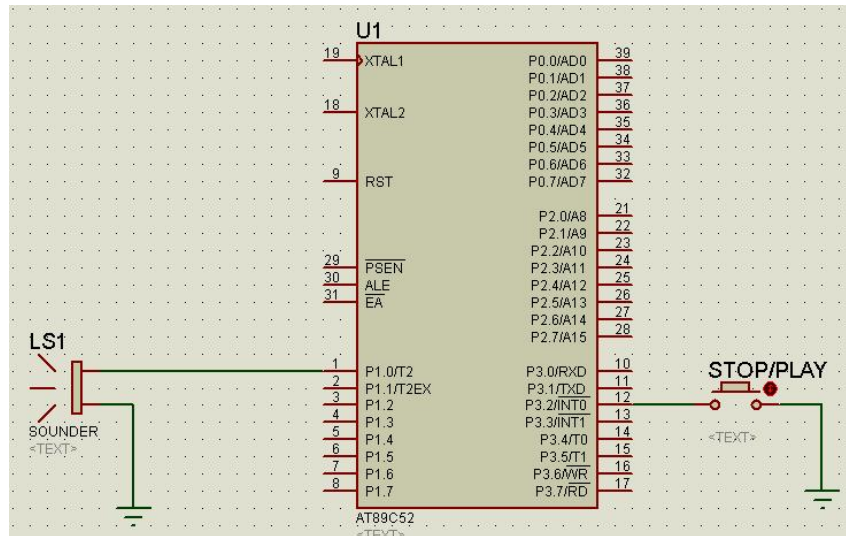 U1
19 XTAL1
18 XTAL2
9 RST
29 PSEN
30 ALE
31 EA
1 P1.0/T2
2 P1.1/T2EX
3 P1.2
4 P1.3
5 P1.4
6 P1.5
7 P1.6
8 P1.7
P0.0/AD0 39
P0.1/AD1 38
P0.2/AD2 37
P0.3/AD3 36
P0.4/AD4 35
P0.5/AD5 34
P0.6/AD6 33
P0.7/AD7 32
P2.0/A8 21
P2.1/A9 22
P2.2/A10 23
P2.3/A11 24
P2.4/A12 25
P2.5/A13 26
P2.6/A14 27
P2.7/A15 28
P3.0/RXD 10
P3.1/TXD 11
P3.2/INT0 12
P3.3/INT1 13
P3.4/T0 14
P3.5/T1 15
P3.6/WR 16
P3.7/RD 17
AT89C52
<TEXT>
LS1
SOUNDER
<TEXT>
STOP/PLAY
<TEXT>